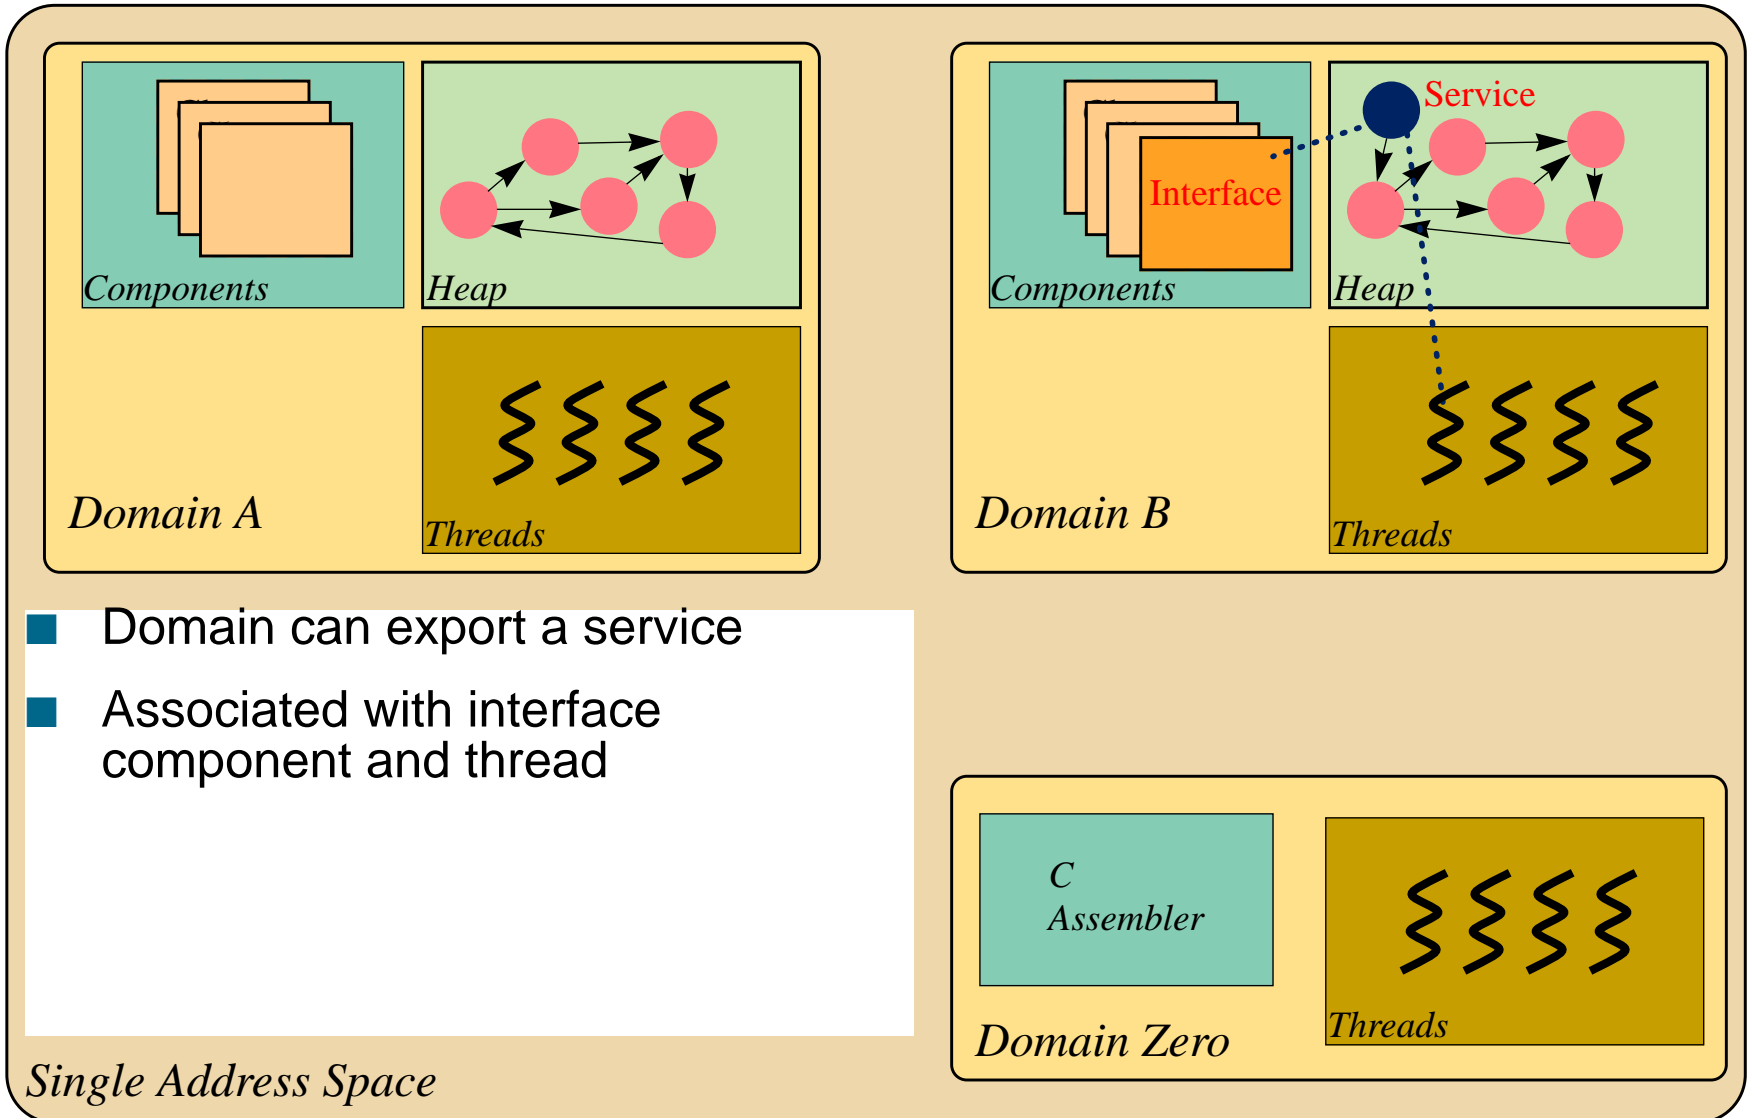 Components
Heap
Threads
Domain A
Service
Interface
Components
Heap
Threads
Domain B
Domain can export a service
Associated with interface
component and thread
C
Assembler
Threads
Domain Zero
Single Address Space